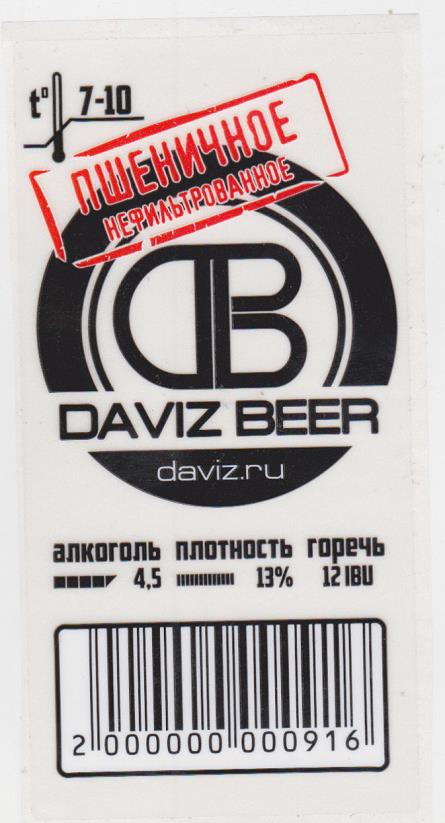 t° 7-10
ПШЕНИЧНОЕ
НЕФИЛЬТРОВАННОЕ
DB
DAVIZ BEER
daviz.ru
алкоголь плотность горечь
4,5 13% 12 IBU
2 000000 000916